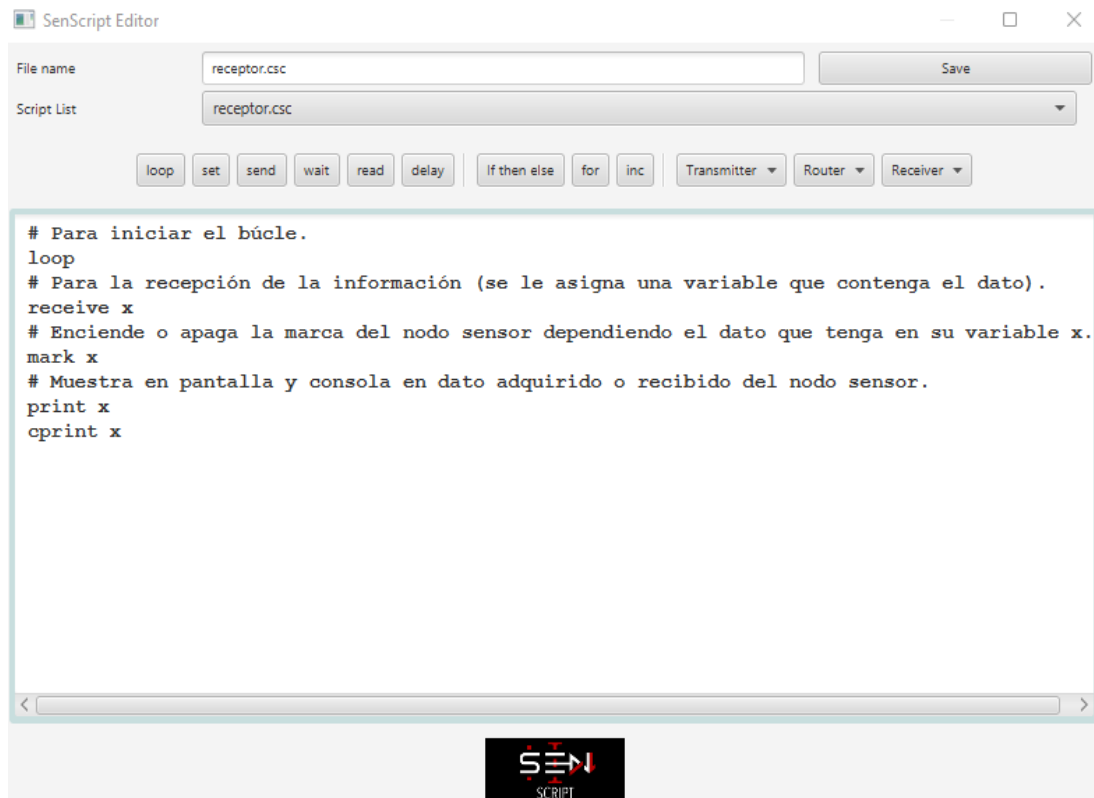 SenScript Editor
File name receptor.csc Save
Script List receptor.csc
loop set send wait read delay If then else for inc Transmitter Router Receiver
# Para iniciar el búcle.
loop
# Para la recepción de la información (se le asigna una variable que contenga el dato).
receive x
# Enciende o apaga la marca del nodo sensor dependiendo el dato que tenga en su variable x.
mark x
# Muestra en pantalla y consola en dato adquirido o recibido del nodo sensor.
print x
cprint x
SEN
SCRIPT